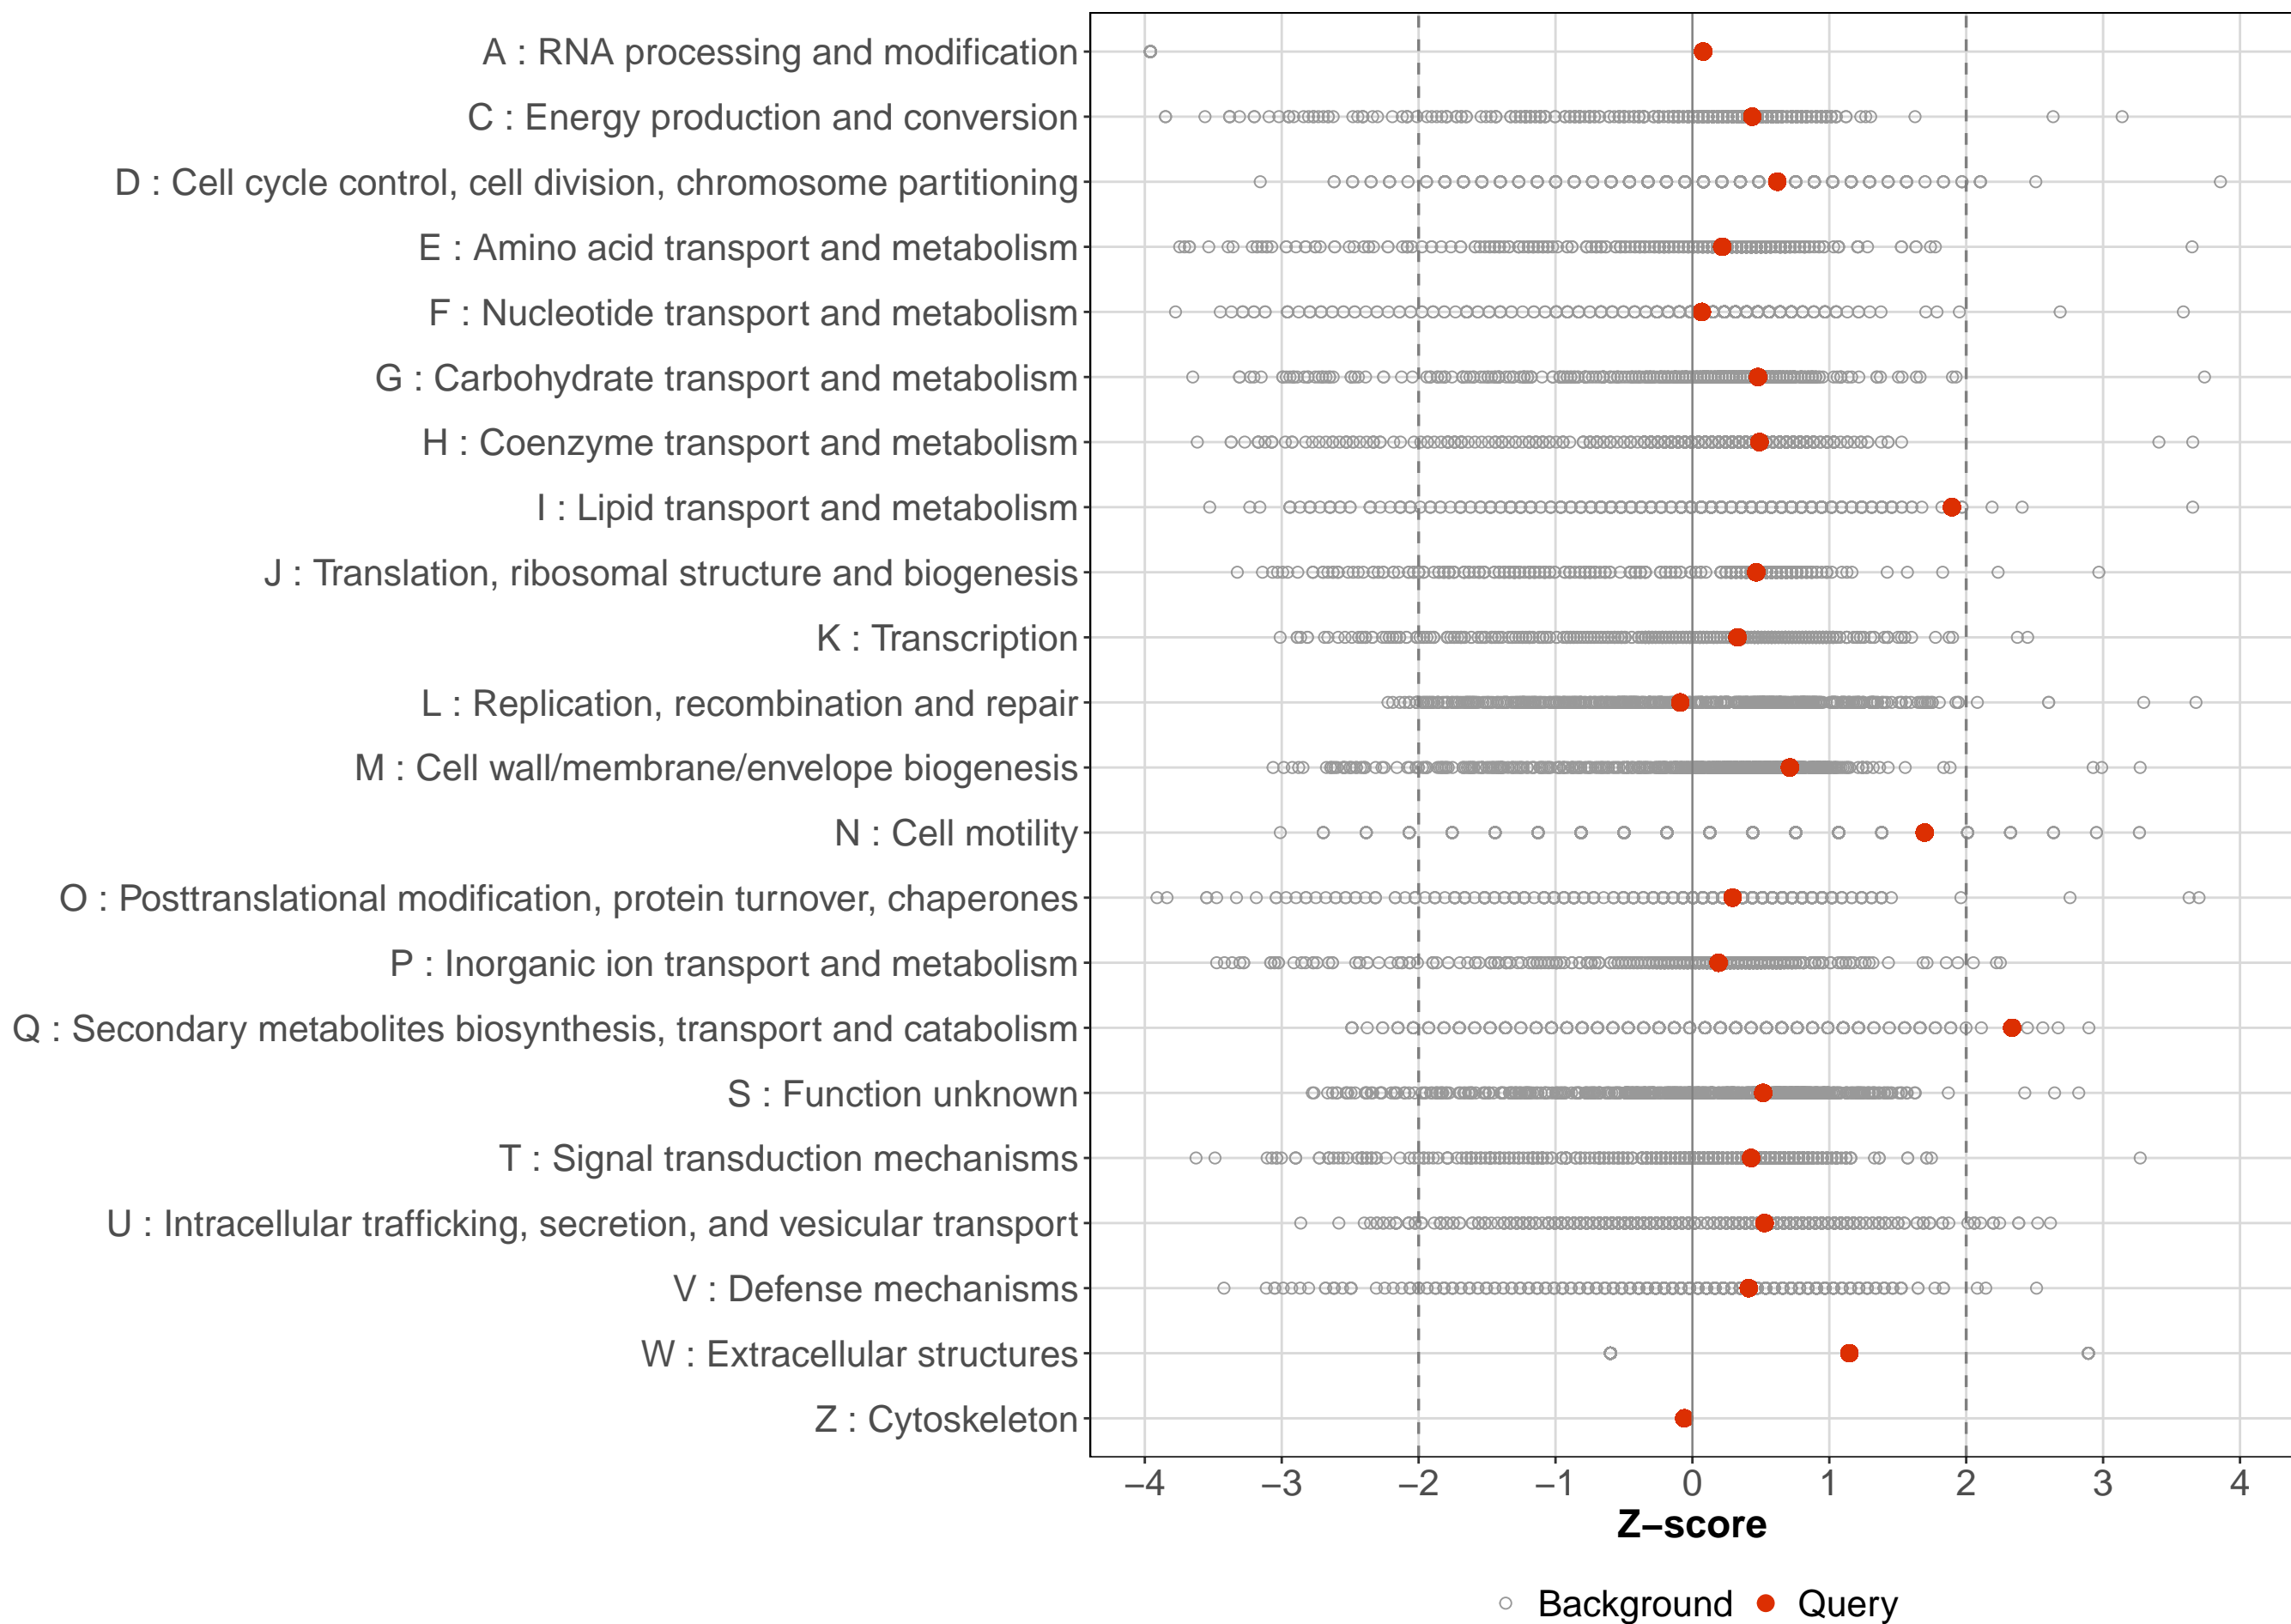 A : RNA processing and modification
C : Energy production and conversion
D : Cell cycle control, cell division, chromosome partitioning
E : Amino acid transport and metabolism
F : Nucleotide transport and metabolism
G : Carbohydrate transport and metabolism
H : Coenzyme transport and metabolism
I : Lipid transport and metabolism
J : Translation, ribosomal structure and biogenesis
K : Transcription
L : Replication, recombination and repair
M : Cell wall/membrane/envelope biogenesis
N : Cell motility
O : Posttranslational modification, protein turnover, chaperones
P : Inorganic ion transport and metabolism
Q : Secondary metabolites biosynthesis, transport and catabolism
S : Function unknown
T : Signal transduction mechanisms
U : Intracellular trafficking, secretion, and vesicular transport
V : Defense mechanisms
W : Extracellular structures
Z : Cytoskeleton
−4 −3 −2 −1 0 1 2 3 4
Z−score
Background Query